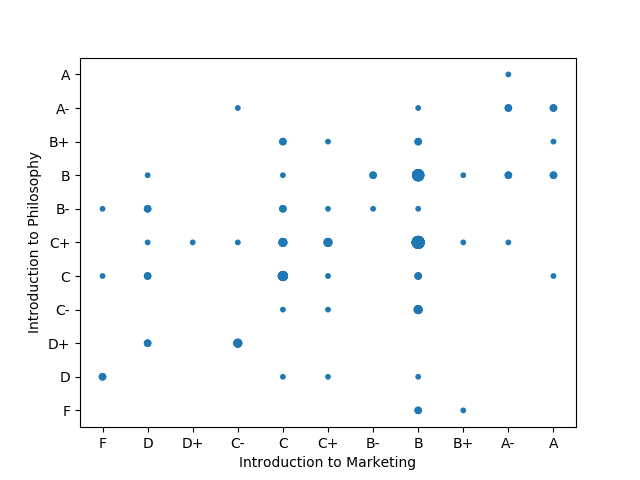 A
A-
B+
B
B-
C+
C
C-
D+
D
F
Introduction to Philosophy
F D D+ C- C C+ B- B B+ A- A
Introduction to Marketing